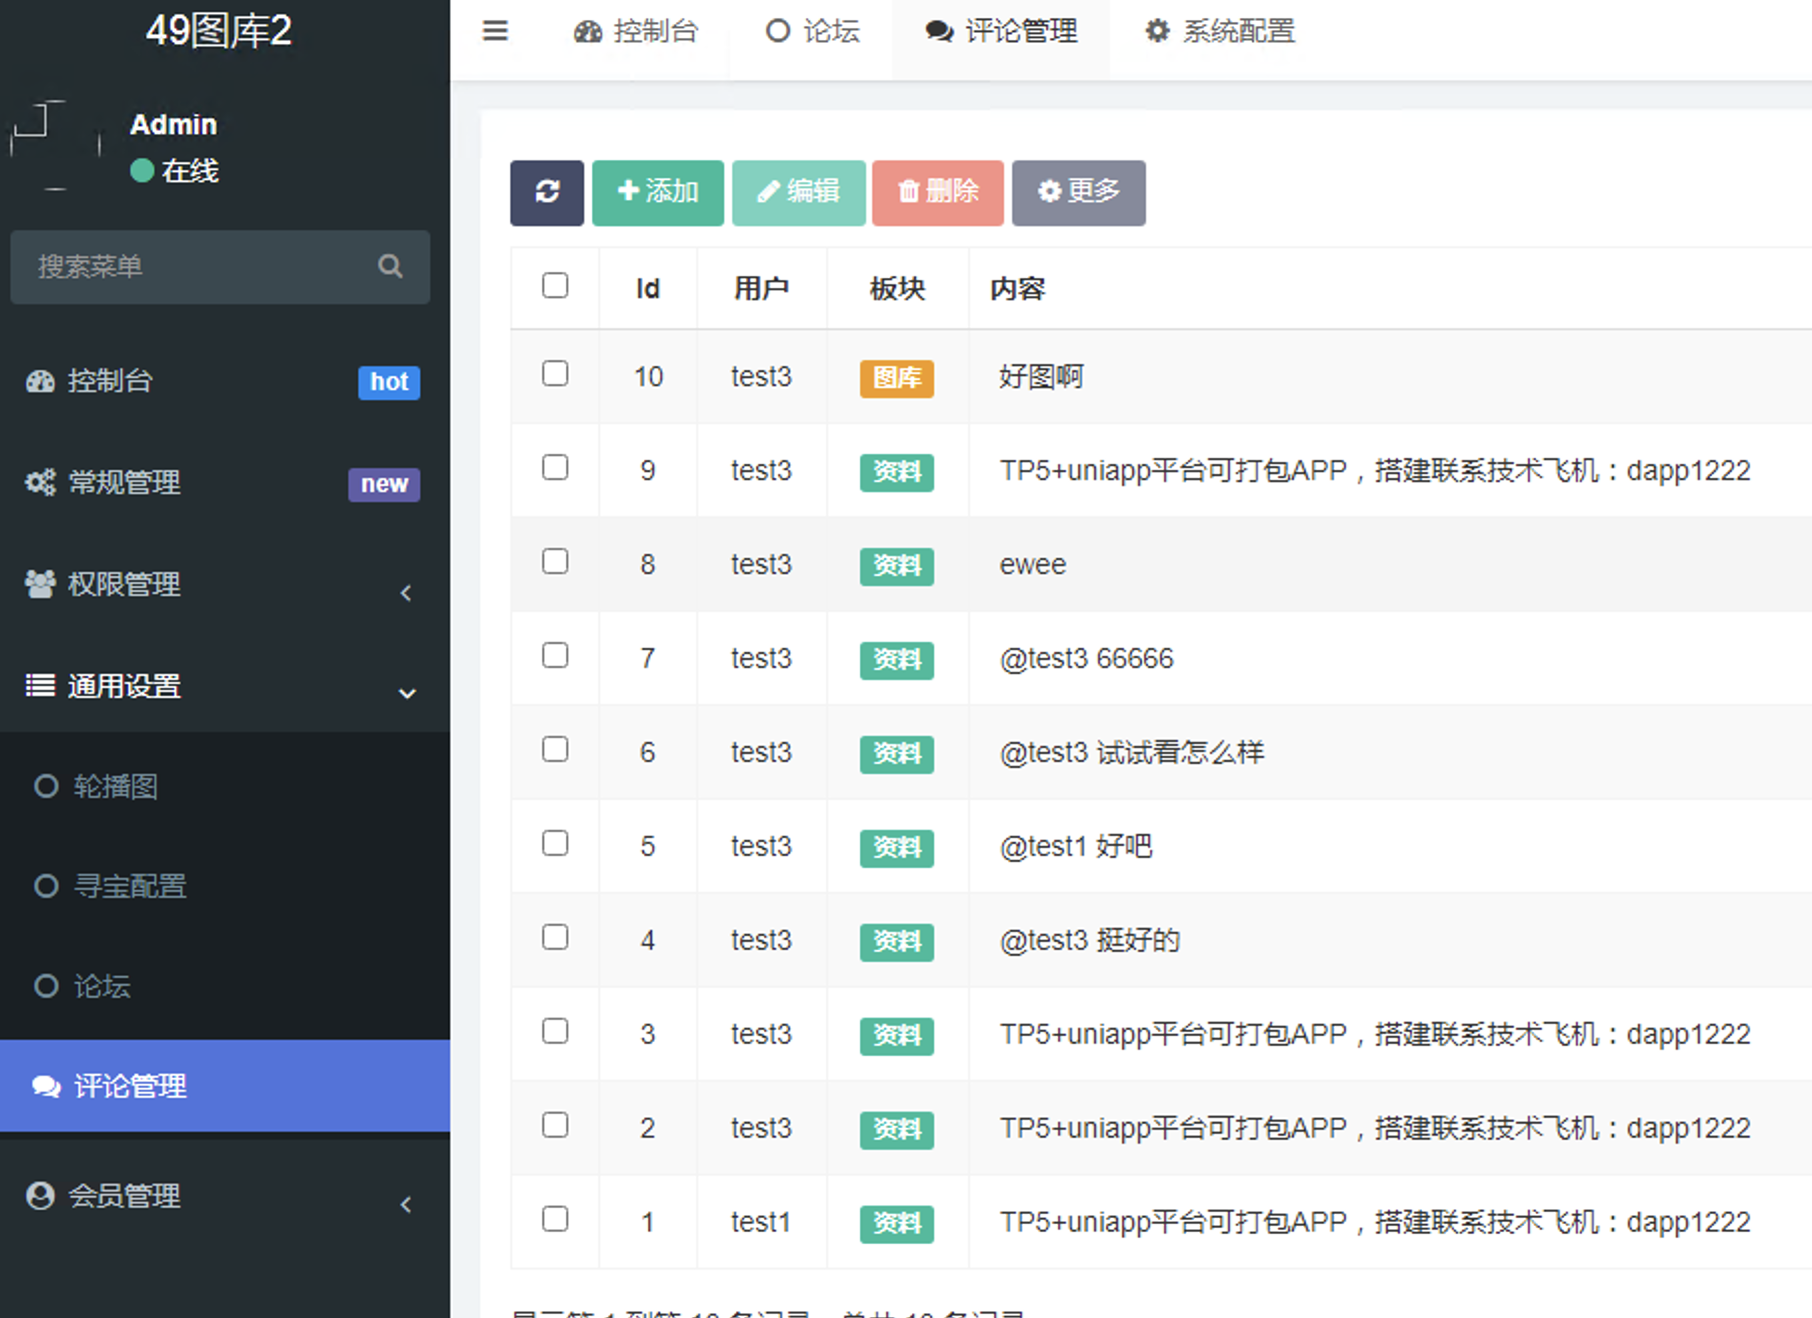 49图库2
控制台
论坛
评论管理
系统配置
Admin
在线
搜索菜单
控制台 hot
常规管理 new
权限管理
通用设置
轮播图
寻宝配置
论坛
评论管理
会员管理
添加 编辑 删除 更多
Id 用户 板块 内容
10 test3 图库 好图啊
9 test3 资料 TP5+uniapp平台可打包APP，搭建联系技术飞机：dapp1222
8 test3 资料 ewee
7 test3 资料 @test3 66666
6 test3 资料 @test3 试试看怎么样
5 test3 资料 @test1 好吧
4 test3 资料 @test3 挺好的
3 test3 资料 TP5+uniapp平台可打包APP，搭建联系技术飞机：dapp1222
2 test3 资料 TP5+uniapp平台可打包APP，搭建联系技术飞机：dapp1222
1 test1 资料 TP5+uniapp平台可打包APP，搭建联系技术飞机：dapp1222